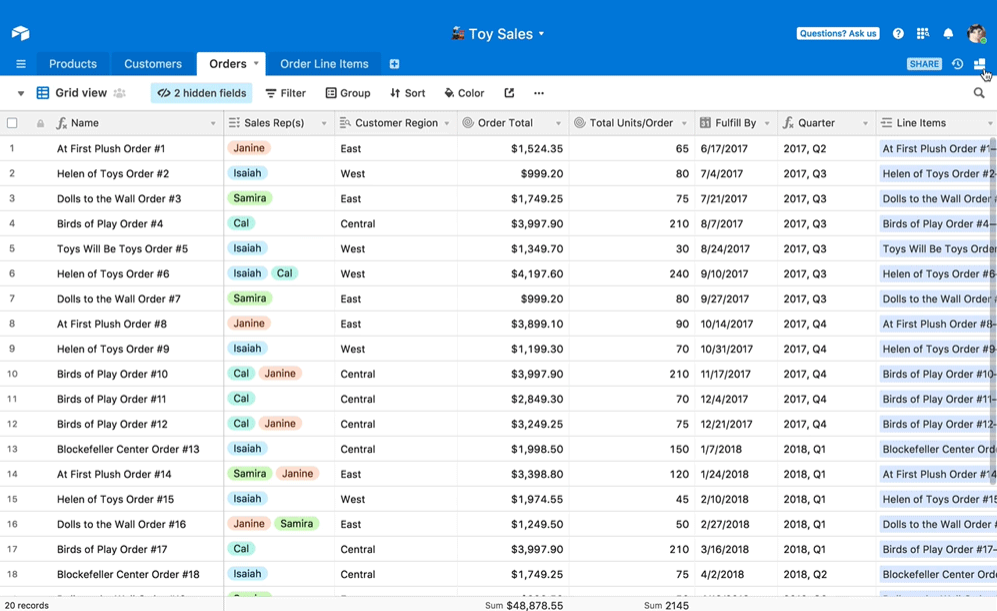 Toy Sales
Questions? Ask us
Products Customers Orders Order Line Items SHARE
Grid view 2 hidden fields Filter Group Sort Color
Name Sales Rep(s) Customer Region Order Total Total Units/Order Fulfill By Quarter Line Items
1 At First Plush Order #1 Janine East $1,524.35 65 6/17/2017 2017, Q2 At First Plush Order #1—
2 Helen of Toys Order #2 Isaiah West $999.20 80 7/4/2017 2017, Q3 Helen of Toys Order #2-
3 Dolls to the Wall Order #3 Samira East $1,749.25 75 7/21/2017 2017, Q3 Dolls to the Wall Order
4 Birds of Play Order #4 Cal Central $3,997.90 210 8/7/2017 2017, Q3 Birds of Play Order #4—
5 Toys Will Be Toys Order #5 Isaiah West $1,349.70 30 8/24/2017 2017, Q3 Toys Will Be Toys Order
6 Helen of Toys Order #6 Isaiah Cal West $4,197.60 240 9/10/2017 2017, Q3 Helen of Toys Order #6-
7 Dolls to the Wall Order #7 Samira East $999.20 80 9/27/2017 2017, Q3 Dolls to the Wall Order
8 At First Plush Order #8 Janine East $3,899.10 90 10/14/2017 2017, Q4 At First Plush Order #8-
9 Helen of Toys Order #9 Isaiah West $1,199.30 70 10/31/2017 2017, Q4 Helen of Toys Order #9-
10 Birds of Play Order #10 Cal Janine Central $3,997.90 210 11/17/2017 2017, Q4 Birds of Play Order #10-
11 Birds of Play Order #11 Cal Central $2,849.30 70 12/4/2017 2017, Q4 Birds of Play Order #11-
12 Birds of Play Order #12 Cal Janine Central $3,249.25 75 12/21/2017 2017, Q4 Birds of Play Order #12-
13 Blockefeller Center Order #13 Isaiah Central $1,998.50 150 1/7/2018 2018, Q1 Blockefeller Center Ord
14 At First Plush Order #14 Samira Janine East $3,398.80 120 1/24/2018 2018, Q1 At First Plush Order #14
15 Helen of Toys Order #15 Isaiah West $1,974.55 45 2/10/2018 2018, Q1 Helen of Toys Order #15
16 Dolls to the Wall Order #16 Janine Samira East $1,249.50 50 2/27/2018 2018, Q1 Dolls to the Wall Order
17 Birds of Play Order #17 Cal Central $3,997.90 210 3/16/2018 2018, Q1 Birds of Play Order #17-
18 Blockefeller Center Order #18 Isaiah Central $1,749.25 75 4/2/2018 2018, Q2 Blockefeller Center Ord
20 records Sum $48,878.55 Sum 2145